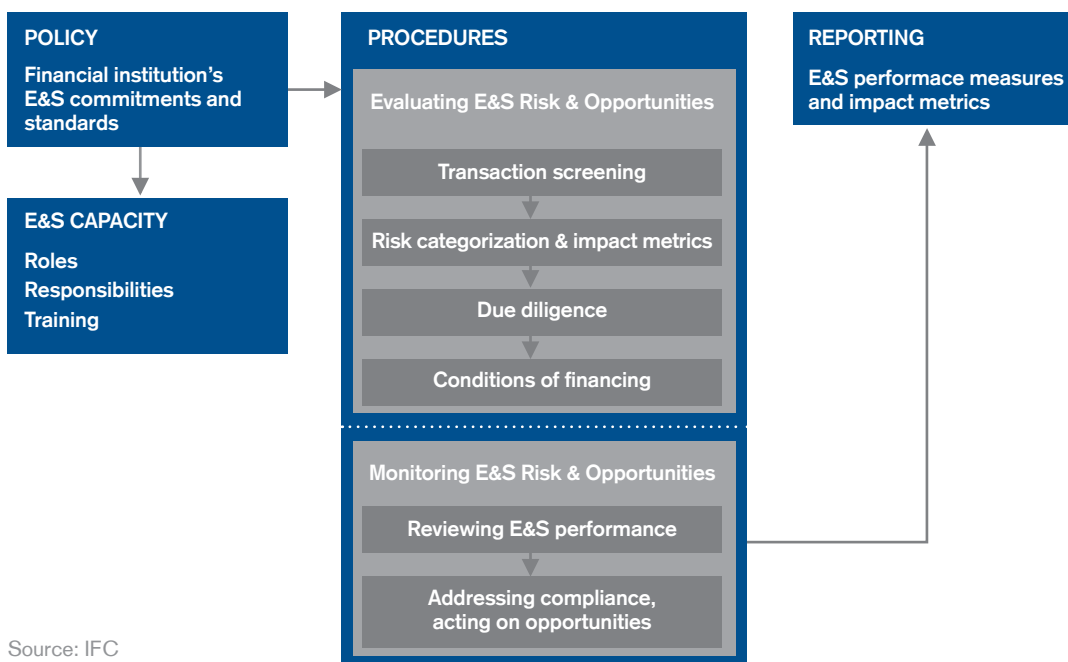 POLICY
Financial institution's
E&S commitments and
standards
E&S CAPACITY
Roles
Responsibilities
Training
PROCEDURES
Evaluating E&S Risk & Opportunities
Transaction screening
Risk categorization & impact metrics
Due diligence
Conditions of financing
Monitoring E&S Risk & Opportunities
Reviewing E&S performance
Addressing compliance,
acting on opportunities
REPORTING
E&S performace measures
and impact metrics
Source: IFC